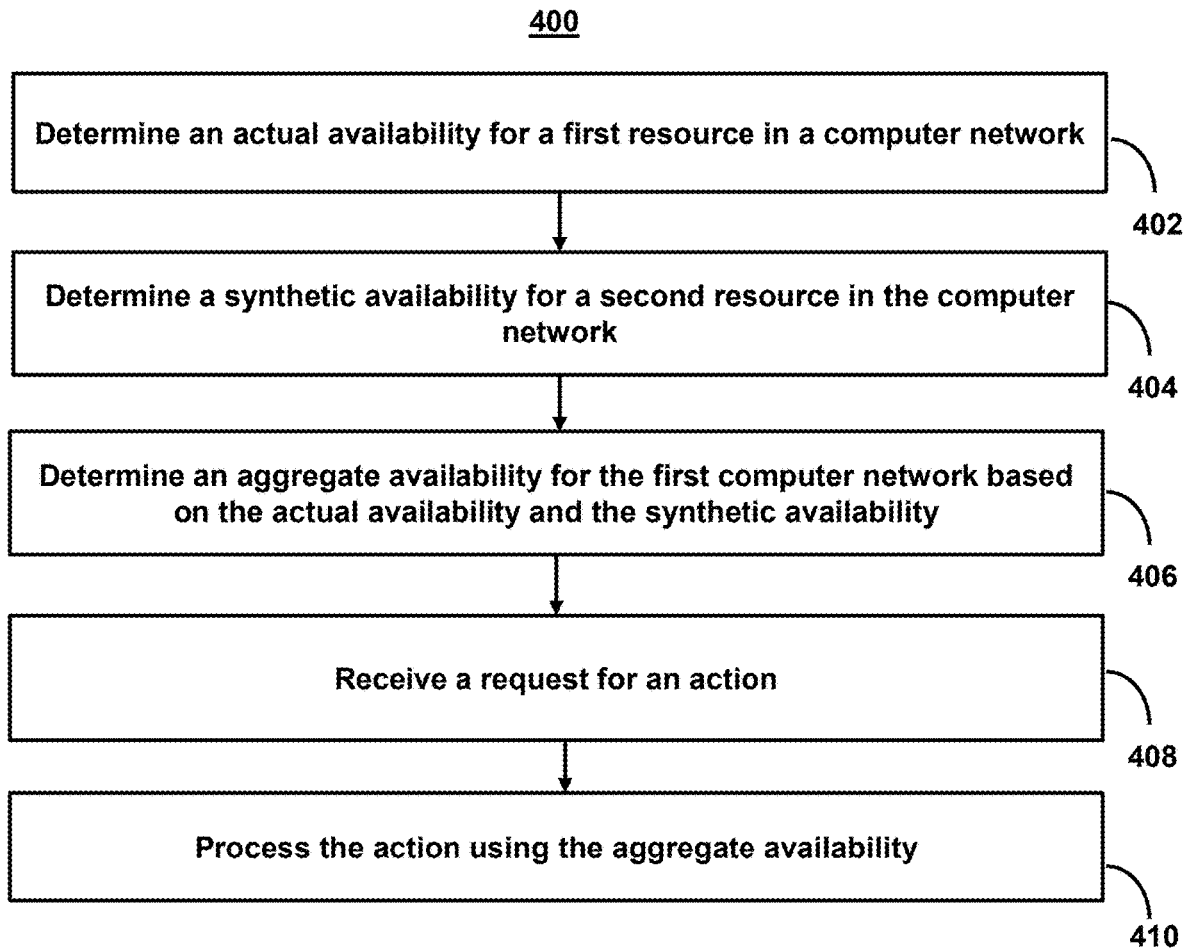 400
Determine an actual availability for a first resource in a computer network
402
Determine a synthetic availability for a second resource in the computer
network
404
Determine an aggregate availability for the first computer network based
on the actual availability and the synthetic availability
406
Receive a request for an action
408
Process the action using the aggregate availability
410